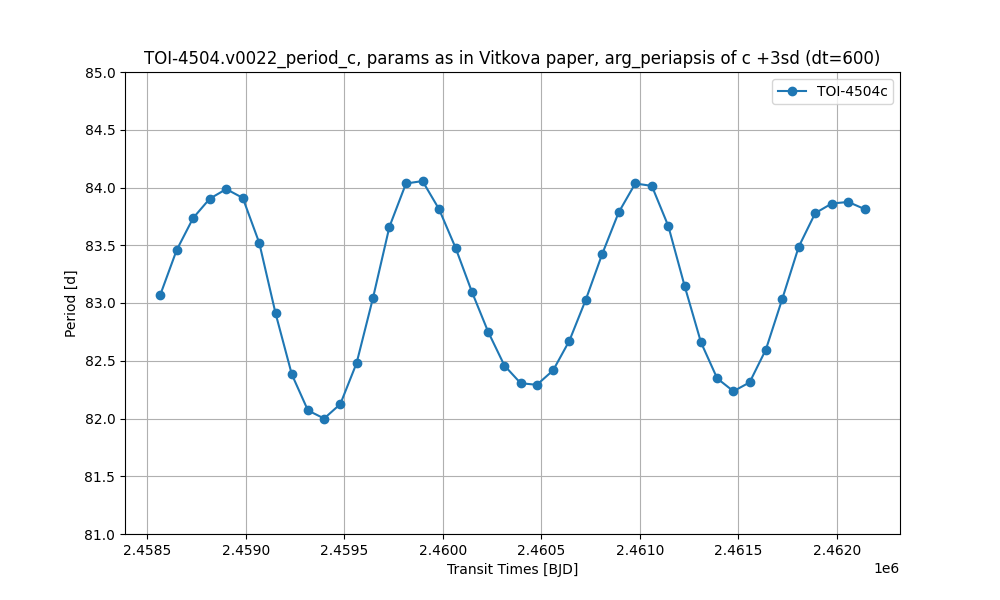 TOI-4504.v0022_period_c, params as in Vitkova paper, arg_periapsis of c +3sd (dt=600)
TOI-4504c
Period [d]
85.0
84.5
84.0
83.5
83.0
82.5
82.0
81.5
81.0
2.4585 2.4590 2.4595 2.4600 2.4605 2.4610 2.4615 2.4620
1e6
Transit Times [BJD]